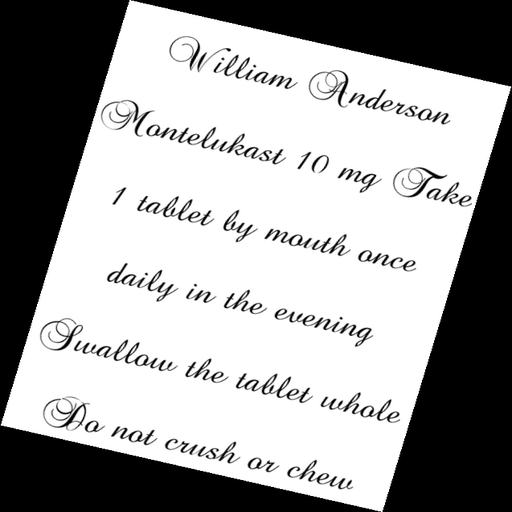 William Anderson
Montelukast 10 mg Take
1 tablet by mouth once
daily in the evening
Swallow the tablet whole
Do not crush or chew